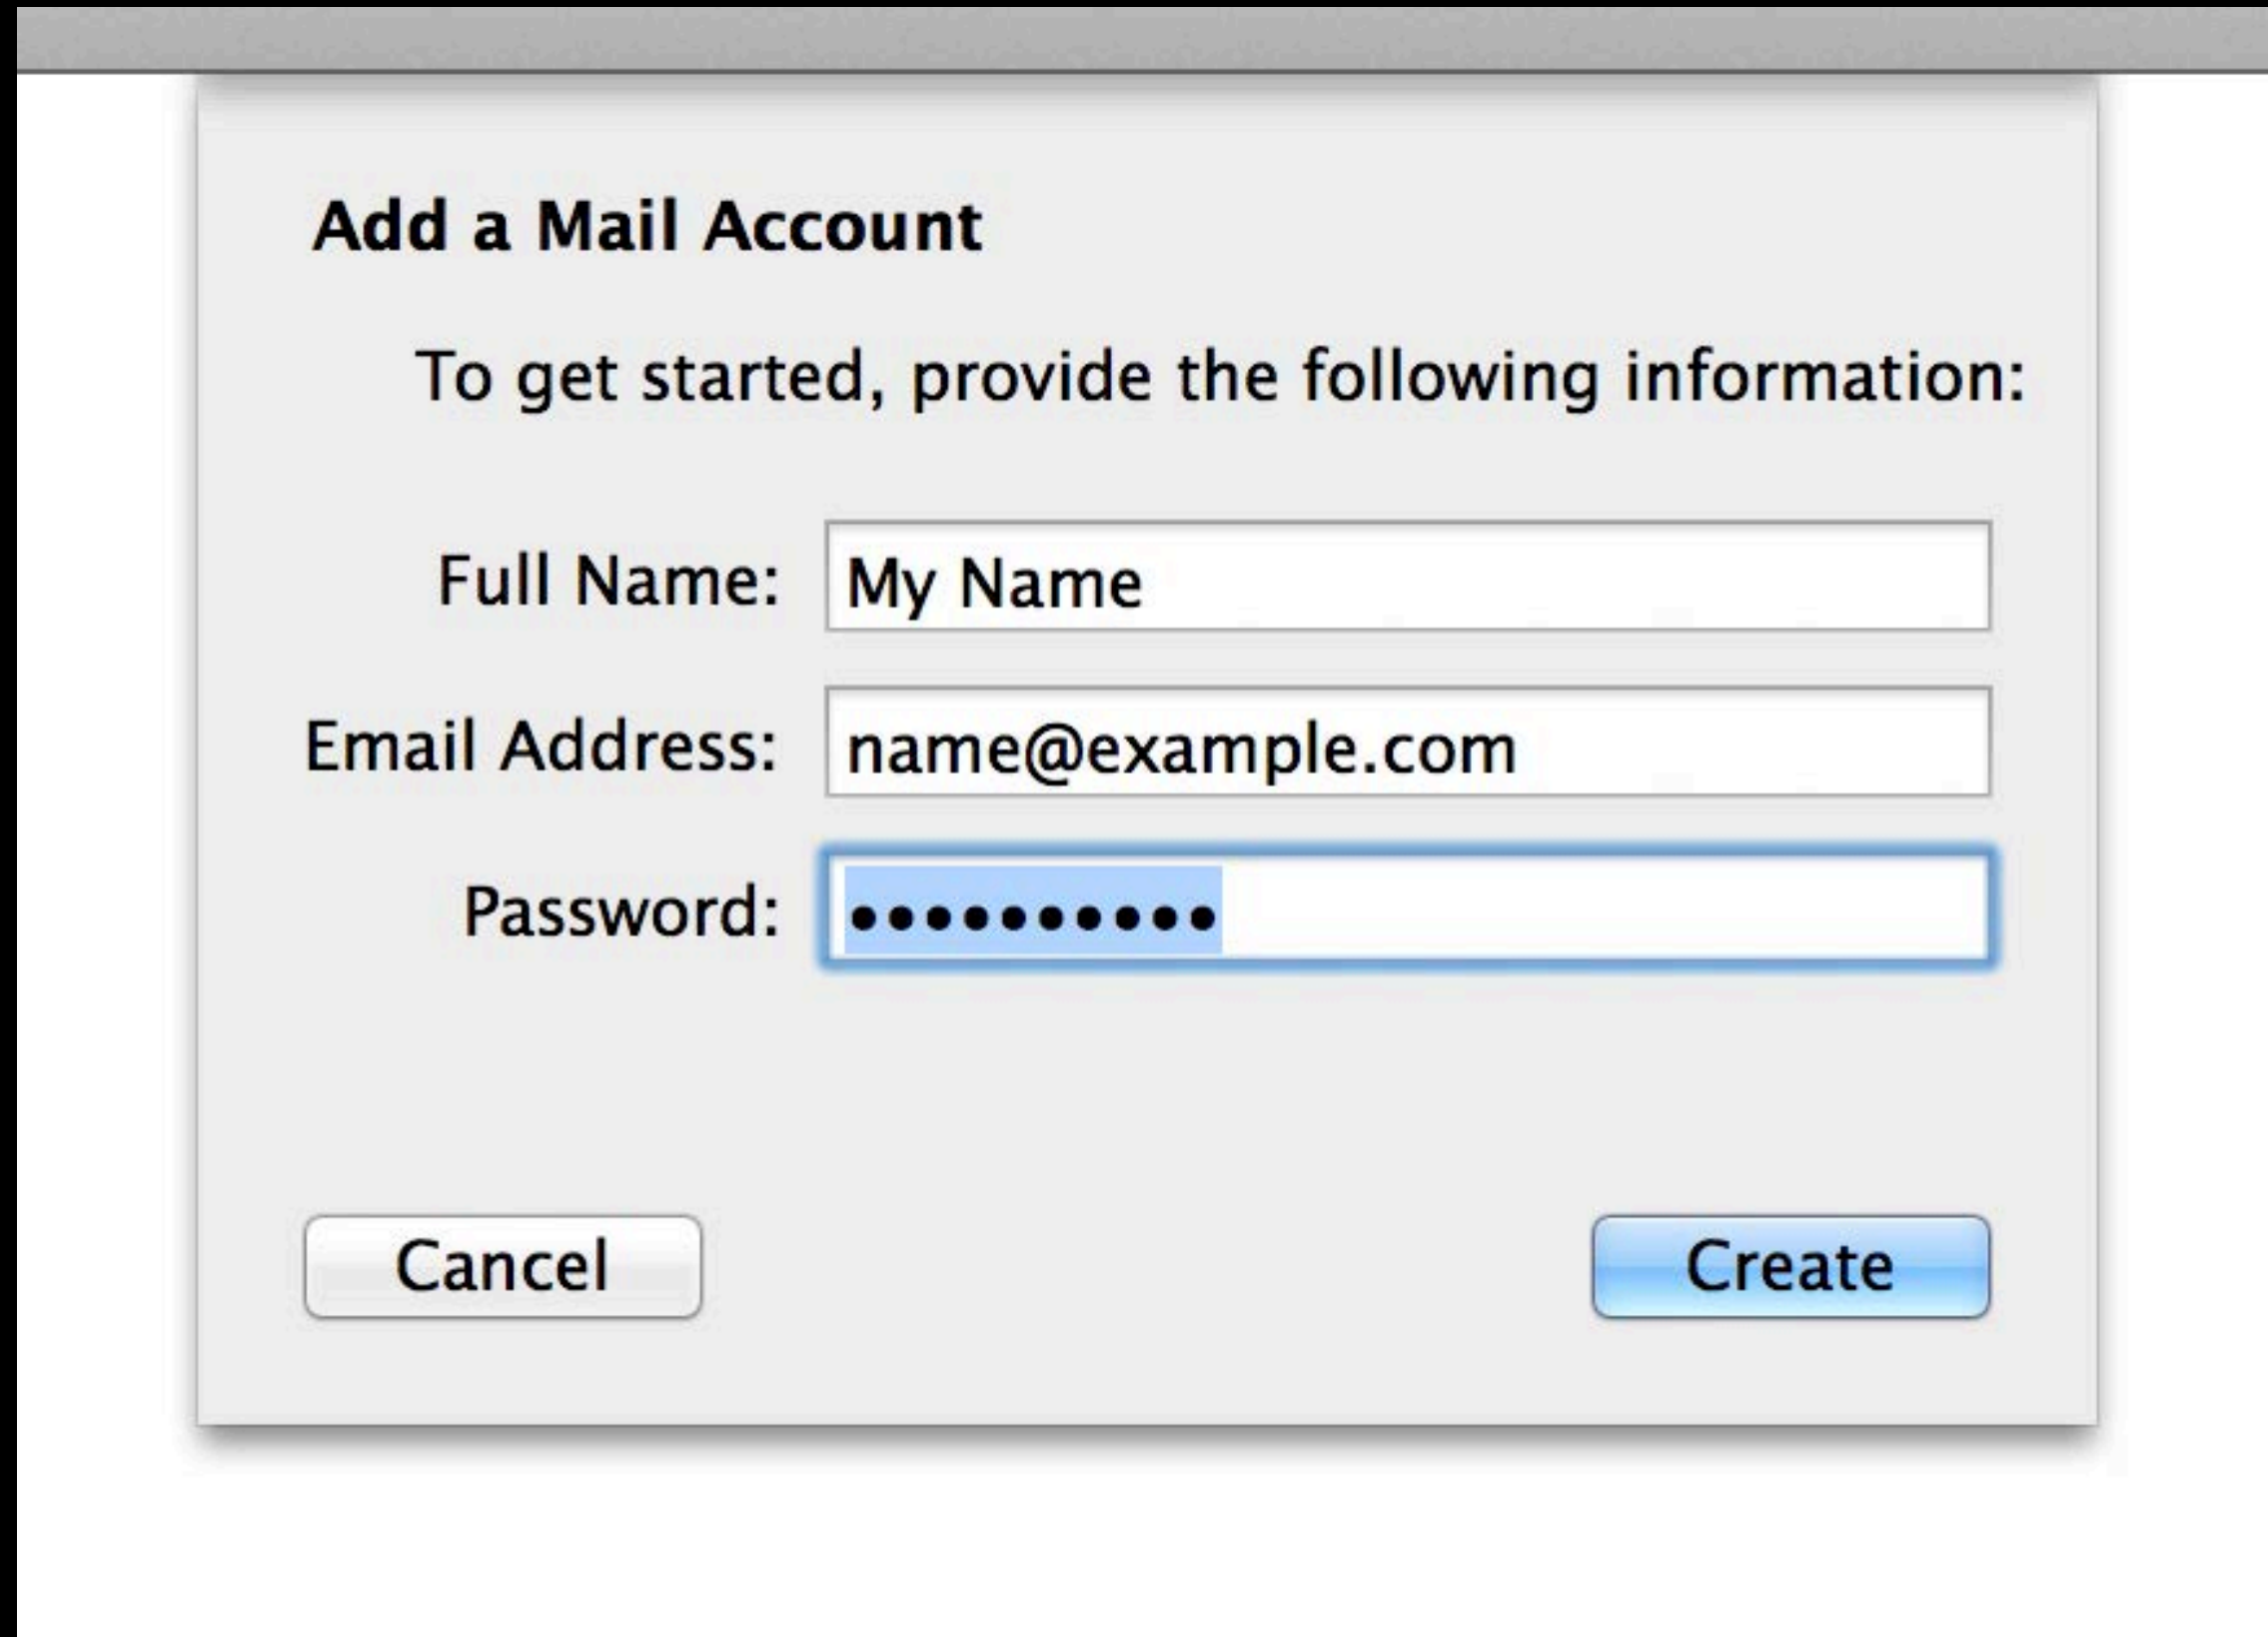 Add a Mail Account
To get started, provide the following information:
Full Name: My Name
Email Address: name@example.com
Password: ••••••••••
Cancel Create